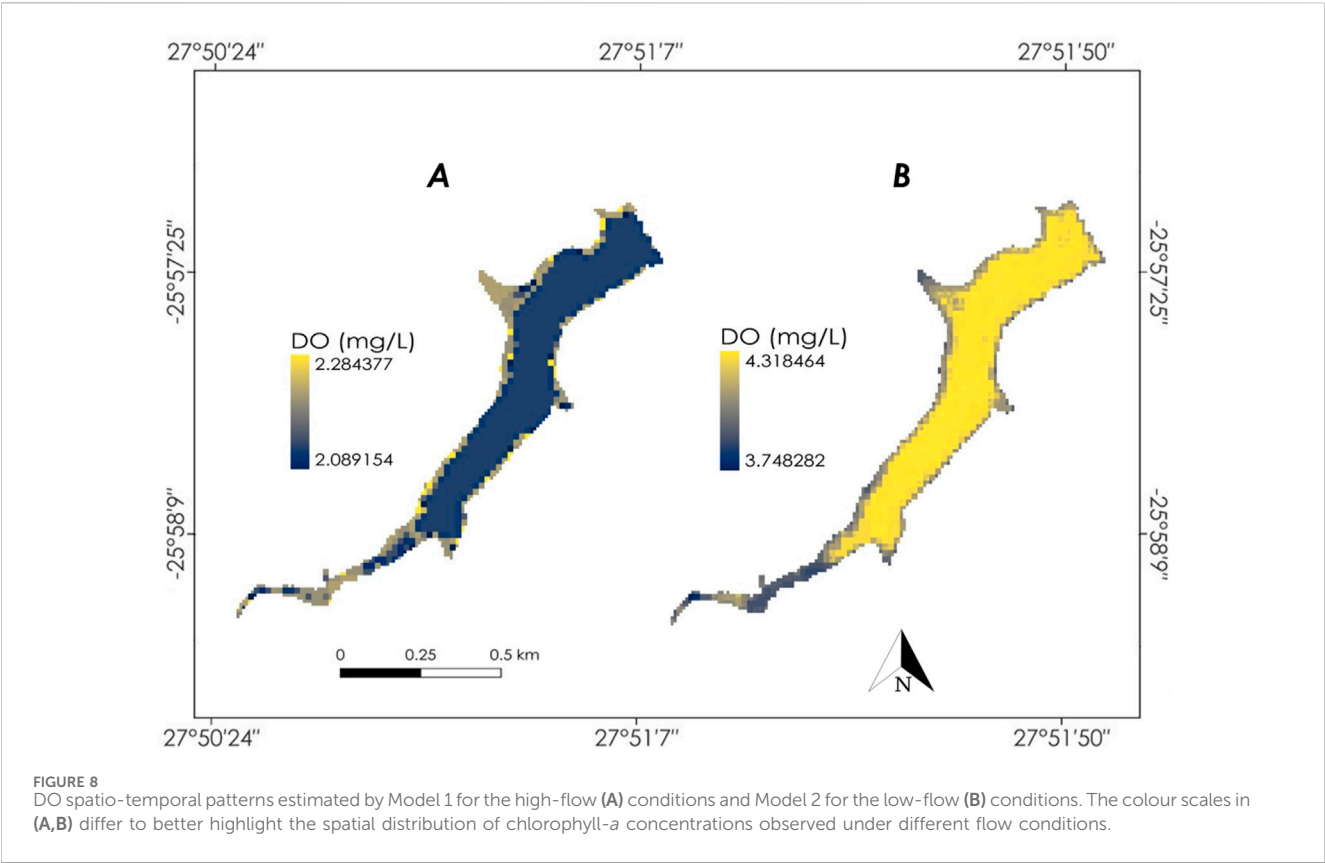 27°50'24" 27°51'7" 27°51'50"
A B
-25°57'25" -25°57'25"
DO (mg/L)
2.284377
2.089154
DO (mg/L)
4.318464
3.748282
-25°58'9" -25°58'9"
0 0.25 0.5 km
N
27°50'24" 27°51'7" 27°51'50"
FIGURE 8
DO spatio-temporal patterns estimated by Model 1 for the high-flow (A) conditions and Model 2 for the low-flow (B) conditions. The colour scales in
(A,B) differ to better highlight the spatial distribution of chlorophyll-a concentrations observed under different flow conditions.